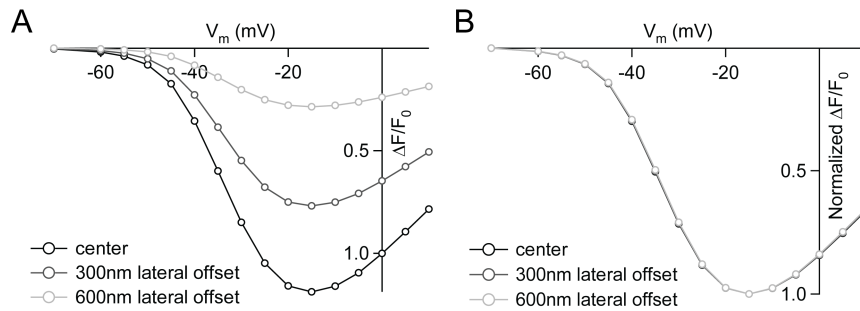 A
V_m (mV)
-60 -40 -20
ΔF/F_0
0.5
1.0
center
300nm lateral offset
600nm lateral offset
B
V_m (mV)
-60 -40 -20
Normalized ΔF/F_0
0.5
1.0
center
300nm lateral offset
600nm lateral offset